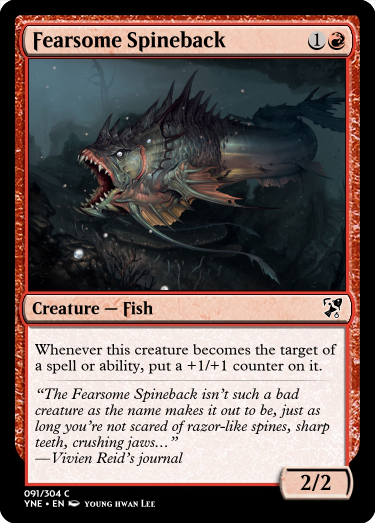 Fearsome Spineback 1
Creature — Fish
Whenever this creature becomes the target of
a spell or ability, put a +1/+1 counter on it.
“The Fearsome Spineback isn’t such a bad
creature as the name makes it out to be, just as
long you’re not scared of razor-like spines, sharp
teeth, crushing jaws…”
—Vivien Reid’s journal
2/2
091/304 C
YNE • EN Young Hwan Lee